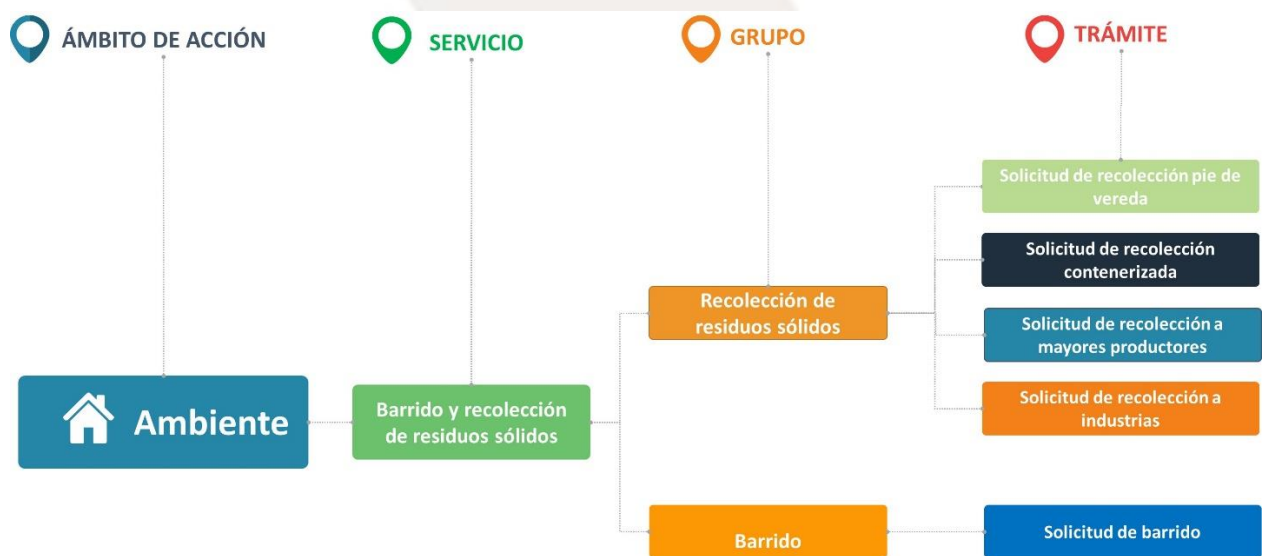 ÁMBITO DE ACCIÓN
SERVICIO
GRUPO
TRÁMITE
Solicitud de recolección pie de
vereda
Solicitud de recolección
contenerizada
Recolección de
residuos sólidos
Solicitud de recolección a
mayores productores
Ambiente
Barrido y recolección
de residuos sólidos
Solicitud de recolección a
industrias
Barrido
Solicitud de barrido